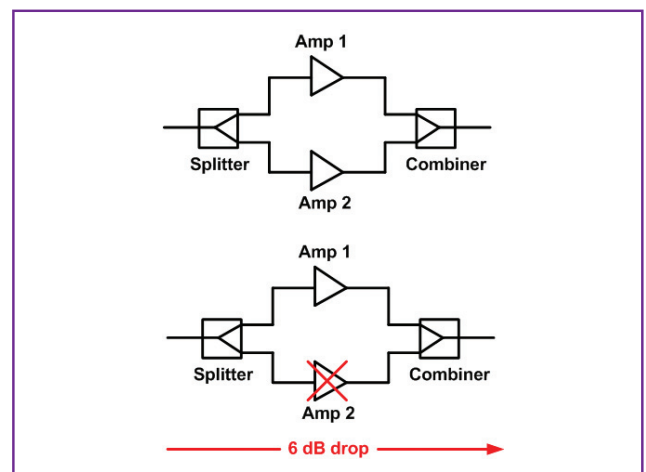 Amp 1
Splitter
Combiner
Amp 2
Amp 1
Splitter
Combiner
Amp 2
6 dB drop